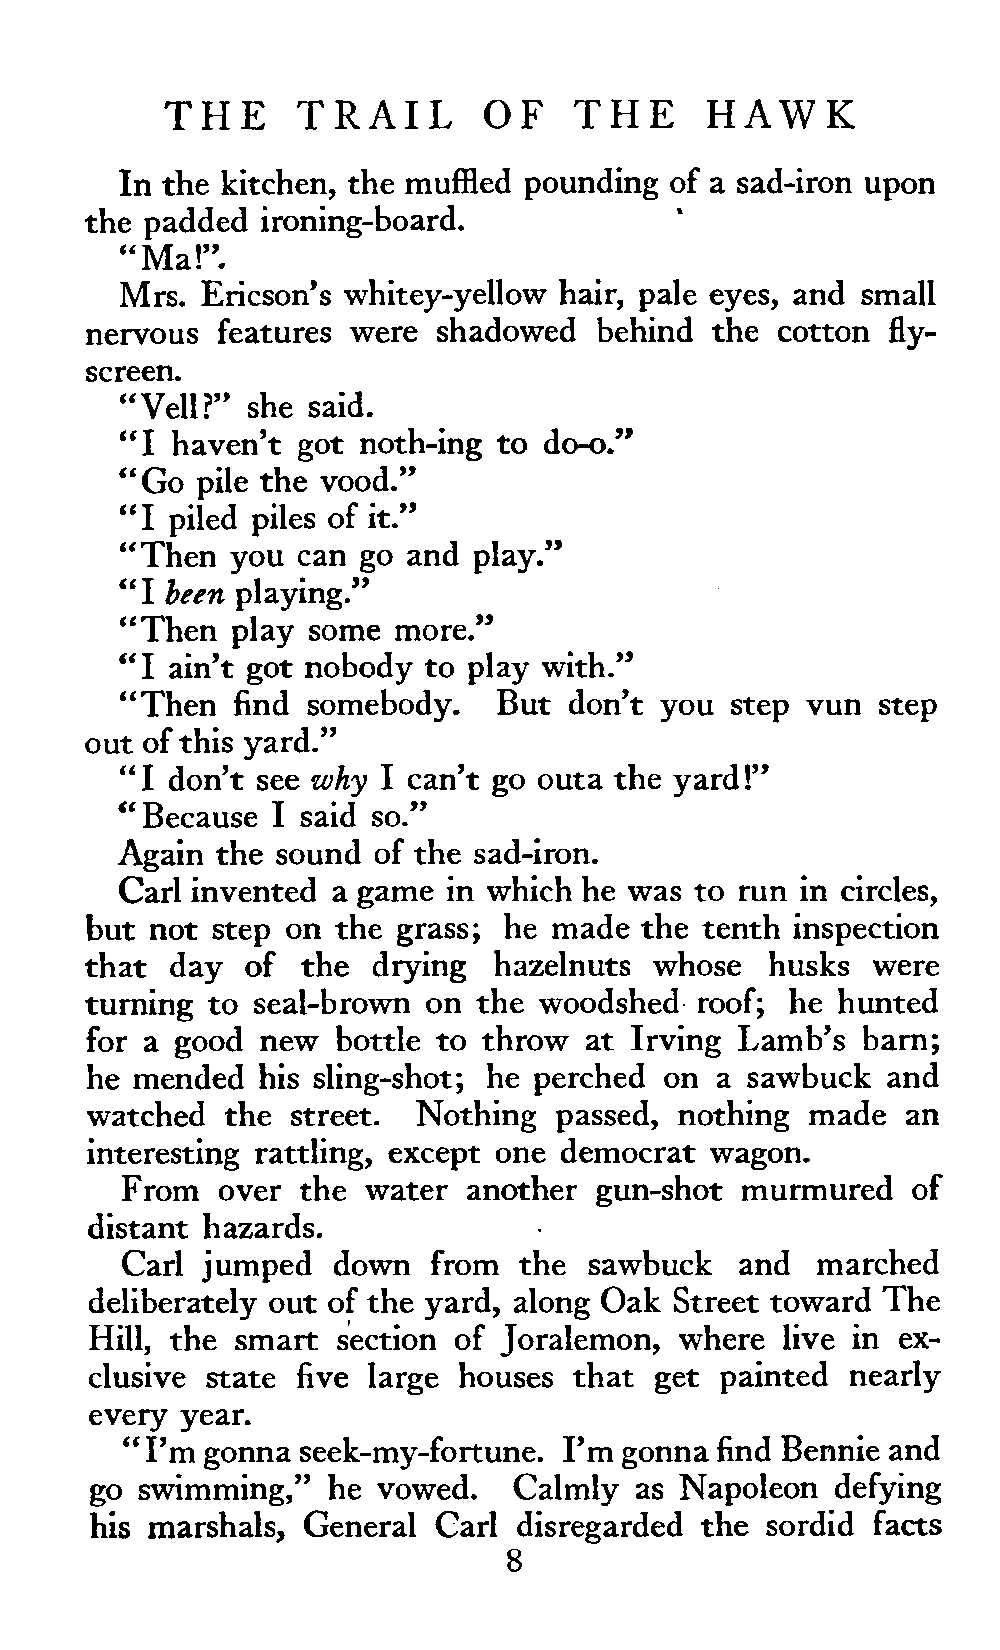 THE TRAIL OF THE HAWK
In the kitchen, the muffled pounding of a sad-iron upon
the padded ironing-board.
"Ma!".
Mrs. Ericson's whitey-yellow hair, pale eyes, and small
nervous features were shadowed behind the cotton fly-
screen.
"Vell?" she said.
"I haven't got noth-ing to do-o."
"Go pile the vood."
"I piled piles of it."
"Then you can go and play."
"I been playing."
"Then play some more."
"I ain't got nobody to play with."
"Then find somebody. But don't you step vun step
out of this yard."
"I don't see why I can't go outa the yard!"
"Because I said so."
Again the sound of the sad-iron.
Carl invented a game in which he was to run in circles,
but not step on the grass; he made the tenth inspection
that day of the drying hazelnuts whose husks were
turning to seal-brown on the woodshed roof; he hunted
for a good new bottle to throw at Irving Lamb's barn;
he mended his sling-shot; he perched on a sawbuck and
watched the street. Nothing passed, nothing made an
interesting rattling, except one democrat wagon.
From over the water another gun-shot murmured of
distant hazards.
Carl jumped down from the sawbuck and marched
deliberately out of the yard, along Oak Street toward The
Hill, the smart section of Joralemon, where live in ex-
clusive state five large houses that get painted nearly
every year.
"I'm gonna seek-my-fortune. I'm gonna find Bennie and
go swimming," he vowed. Calmly as Napoleon defying
his marshals, General Carl disregarded the sordid facts
8